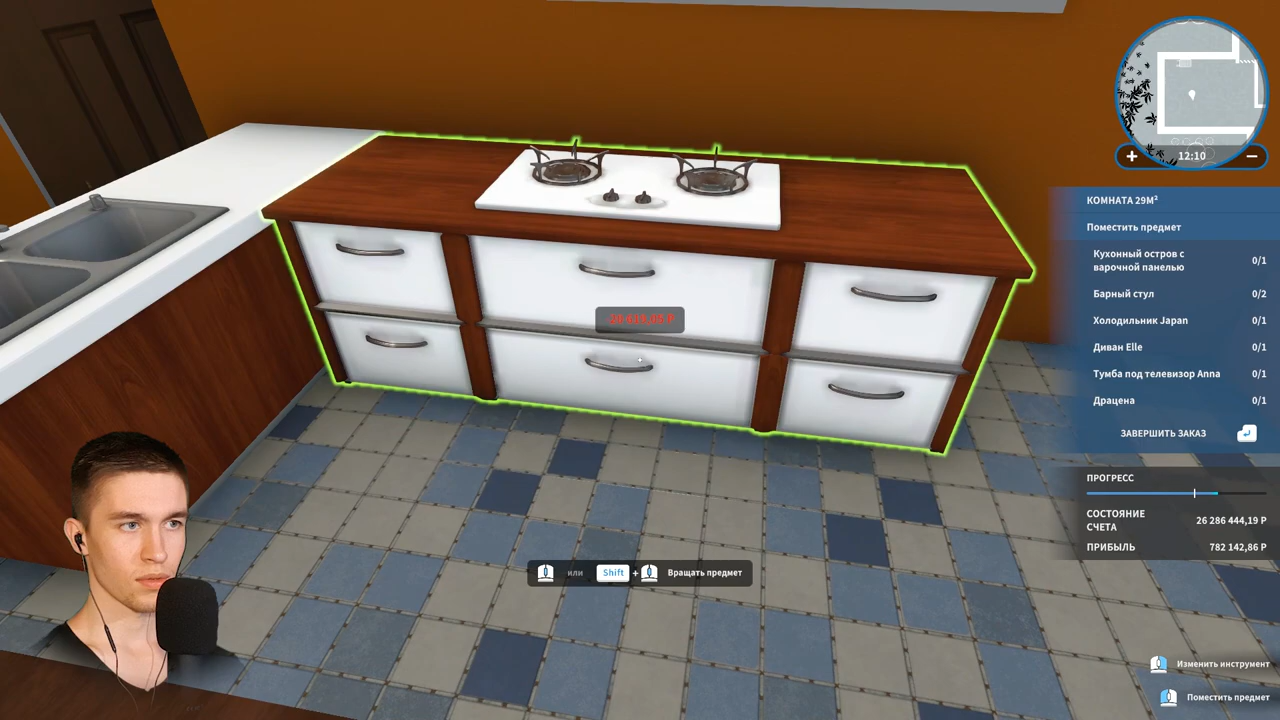 + 12:10 −
КОМНАТА 29М²
Поместить предмет
Кухонный остров с
варочной панелью 0/1
Барный стул 0/2
Холодильник Japan 0/1
Диван Elle 0/1
Тумба под телевизор Anna 0/1
Драцена 0/1
ЗАВЕРШИТЬ ЗАКАЗ
ПРОГРЕСС
СОСТОЯНИЕ
СЧЕТА 26 286 444,19 Р
ПРИБЫЛЬ 782 142,86 Р
или Shift + Вращать предмет
Изменить инструмент
Поместить предмет